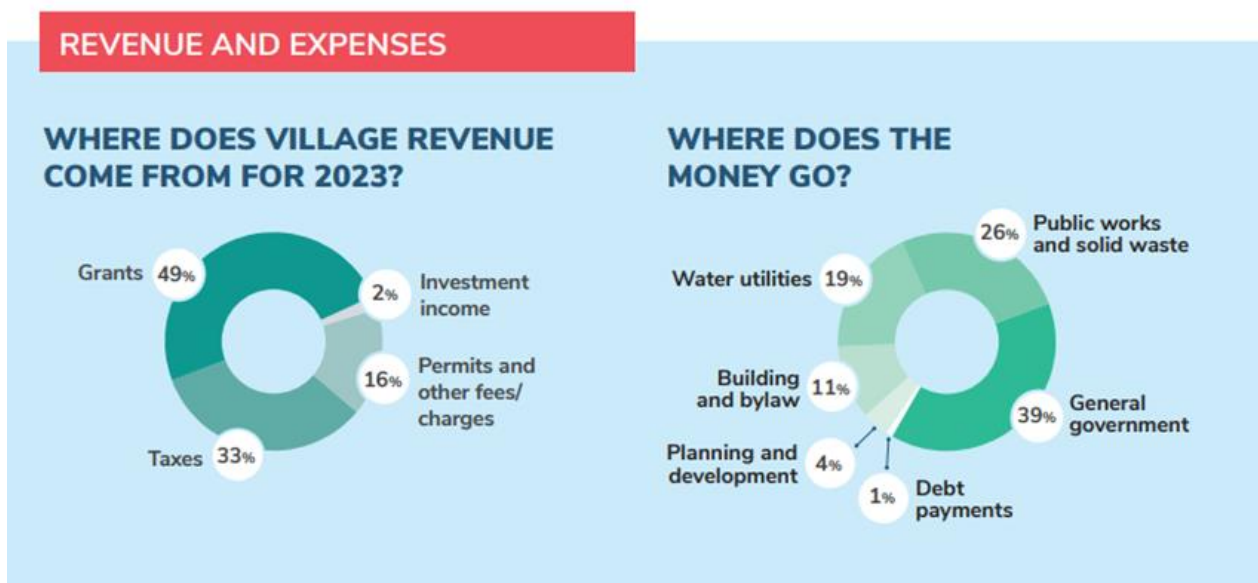 REVENUE AND EXPENSES
WHERE DOES VILLAGE REVENUE
COME FROM FOR 2023?
Grants 49%
2% Investment
income
16% Permits and
other fees/
charges
Taxes 33%
WHERE DOES THE
MONEY GO?
26% Public works
and solid waste
Water utilities 19%
Building
and bylaw 11%
39% General
government
Planning and
development 4%
1% Debt
payments